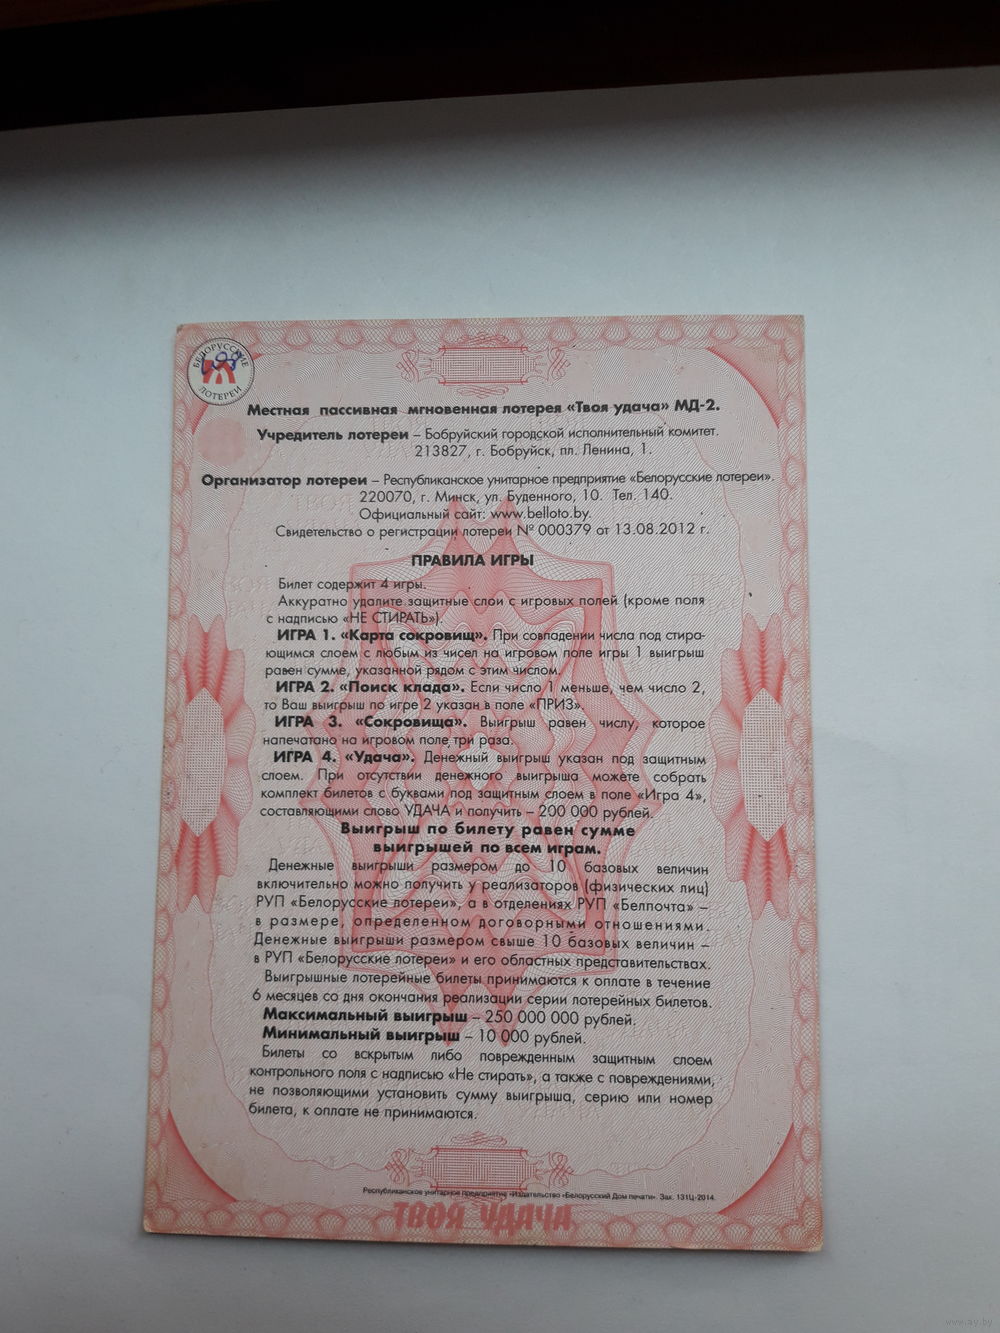 БЕЛОРУССКИЕ
ЛОТЕРЕИ
Местная пассивная мгновенная лотерея «Твоя удача» МД-2.
Учредитель лотереи – Бобруйский городской исполнительный комитет.
213827, г. Бобруйск, пл. Ленина, 1.
Организатор лотереи – Республиканское унитарное предприятие «Белорусские лотереи».
220070, г. Минск, ул. Буденного, 10. Тел. 140.
Официальный сайт: www.belloto.by.
Свидетельство о регистрации лотереи № 000379 от 13.08.2012 г.
ПРАВИЛА ИГРЫ
Билет содержит 4 игры.
Аккуратно удалите защитные слои с игровых полей (кроме поля
с надписью «НЕ СТИРАТЬ»).
ИГРА 1. «Карта сокровищ». При совпадении числа под стира-
ющимся слоем с любым из чисел на игровом поле игры 1 выигрыш
равен сумме, указанной рядом с этим числом.
ИГРА 2. «Поиск клада». Если число 1 меньше, чем число 2,
то Ваш выигрыш по игре 2 указан в поле «ПРИЗ».
ИГРА 3. «Сокровища». Выигрыш равен числу, которое
напечатано на игровом поле три раза.
ИГРА 4. «Удача». Денежный выигрыш указан под защитным
слоем. При отсутствии денежного выигрыша можете собрать
комплект билетов с буквами под защитным слоем в поле «Игра 4»,
составляющими слово УДАЧА и получить – 200 000 рублей.
Выигрыш по билету равен сумме
выигрышей по всем играм.
Денежные выигрыши размером до 10 базовых величин
включительно можно получить у реализаторов (физических лиц)
РУП «Белорусские лотереи», а в отделениях РУП «Белпочта» –
в размере, определенном договорными отношениями.
Денежные выигрыши размером свыше 10 базовых величин –
в РУП «Белорусские лотереи» и его областных представительствах.
Выигрышные лотерейные билеты принимаются к оплате в течение
6 месяцев со дня окончания реализации серии лотерейных билетов.
Максимальный выигрыш – 250 000 000 рублей.
Минимальный выигрыш – 10 000 рублей.
Билеты со вскрытым либо поврежденным защитным слоем
контрольного поля с надписью «Не стирать», а также с повреждениями,
не позволяющими установить сумму выигрыша, серию или номер
билета, к оплате не принимаются.
Республиканское унитарное предприятие «Издательство «Белорусский Дом печати». Зак. 131Ц-2014.
ТВОЯ УДАЧА
www.ay.by